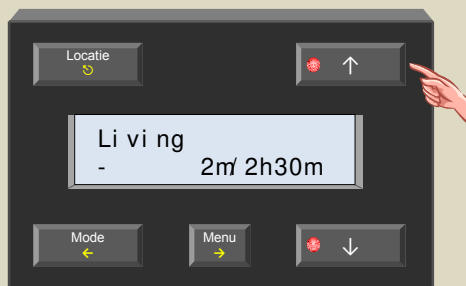 Locatie
↑
Living
- 2m/2h30m
Mode
←
Menu
→
↓